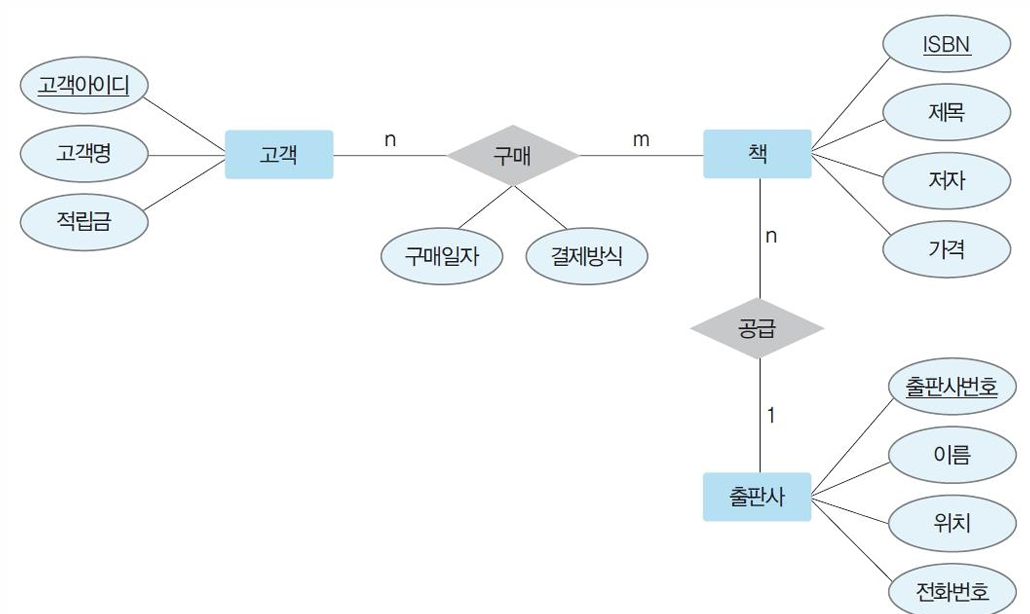 고객아이디
고객명
적립금
고객
n
구매
m
구매일자
결제방식
책
ISBN
제목
저자
가격
n
공급
1
출판사
출판사번호
이름
위치
전화번호